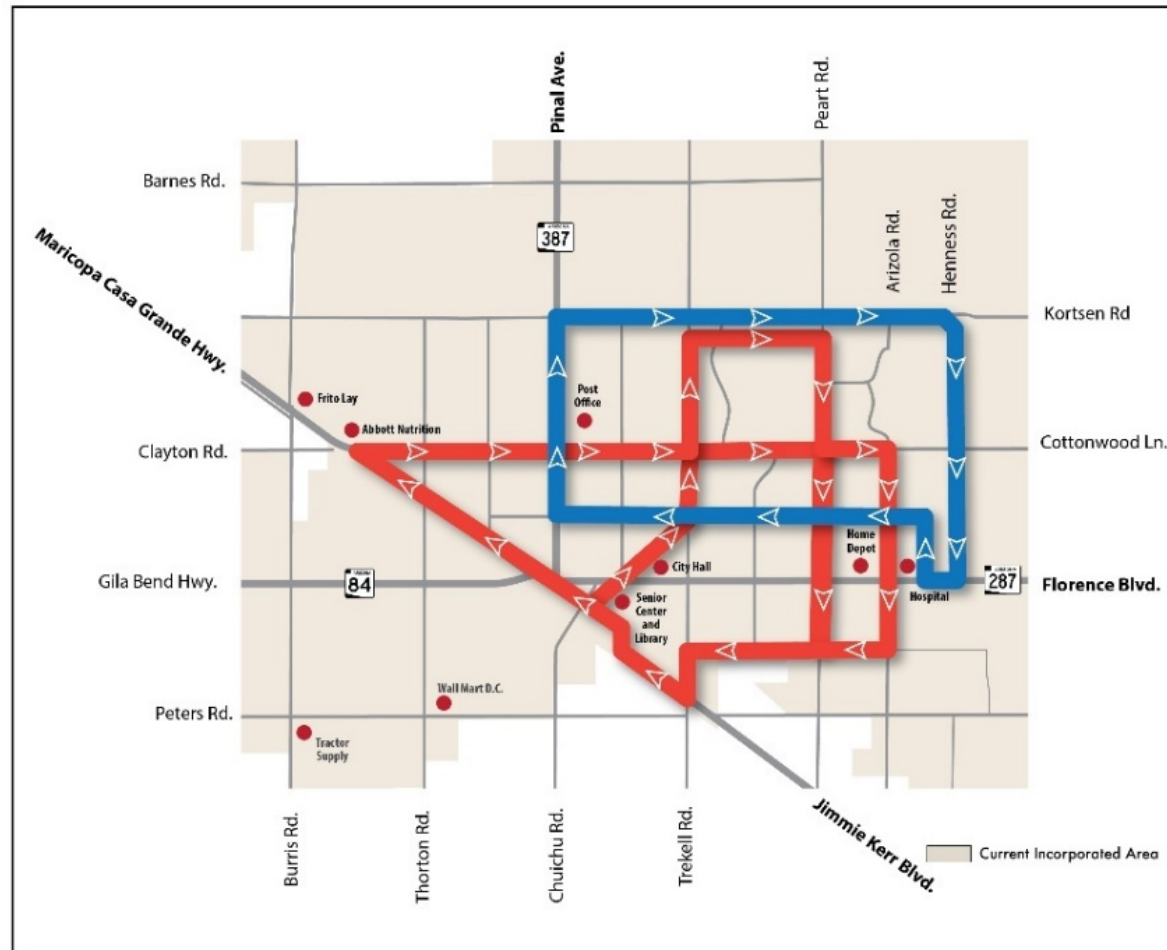 Pinal Ave.
Peart Rd.
Barnes Rd.
387
Arizola Rd.
Henness Rd.
Maricopa Casa Grande Hwy.
Kortsen Rd
Frito Lay
Post
Office
Abbott Nutrition
Clayton Rd.
Cottonwood Ln.
Home
Depot
City Hall
Gila Bend Hwy.
84
287
Florence Blvd.
Hospital
Senior
Center
and
Library
Wall Mart D.C.
Peters Rd.
Tractor
Supply
Burris Rd.
Thorton Rd.
Chuichu Rd.
Trekell Rd.
Jimmie Kerr Blvd.
Current Incorporated Area